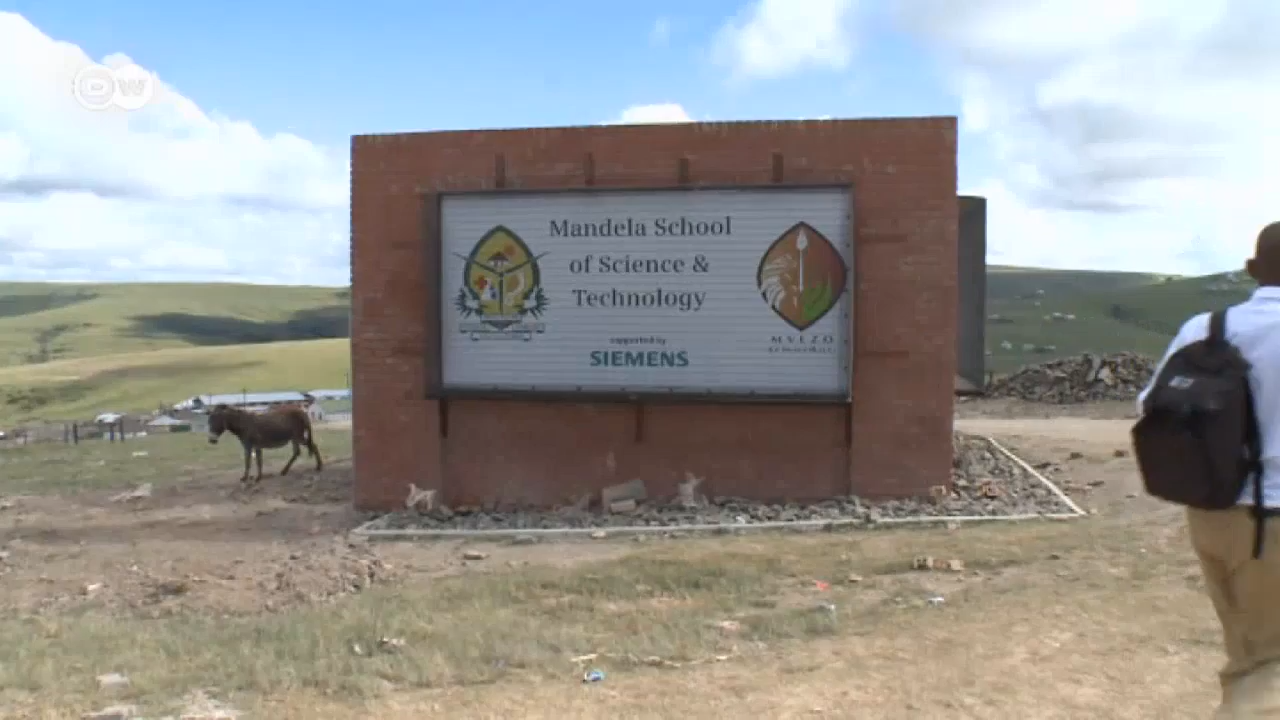 DW
Mandela School
of Science &
Technology
supported by
SIEMENS
MVEZO